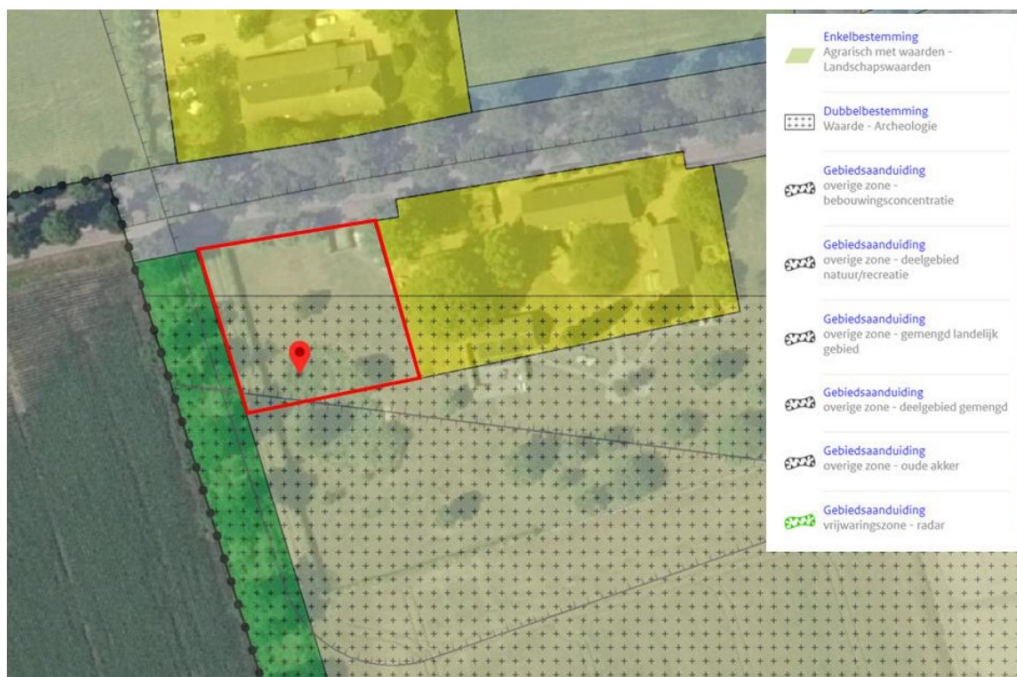 Enkelbestemming
Agrarisch met waarden -
Landschapswaarden
Dubbelbestemming
Waarde - Archeologie
Gebiedsaanduiding
overige zone -
bebouwingsconcentratie
Gebiedsaanduiding
overige zone - deelgebied
natuur/recreatie
Gebiedsaanduiding
overige zone - gemengd landelijk
gebied
Gebiedsaanduiding
overige zone - deelgebied gemengd
Gebiedsaanduiding
overige zone - oude akker
Gebiedsaanduiding
vrijwaringszone - radar